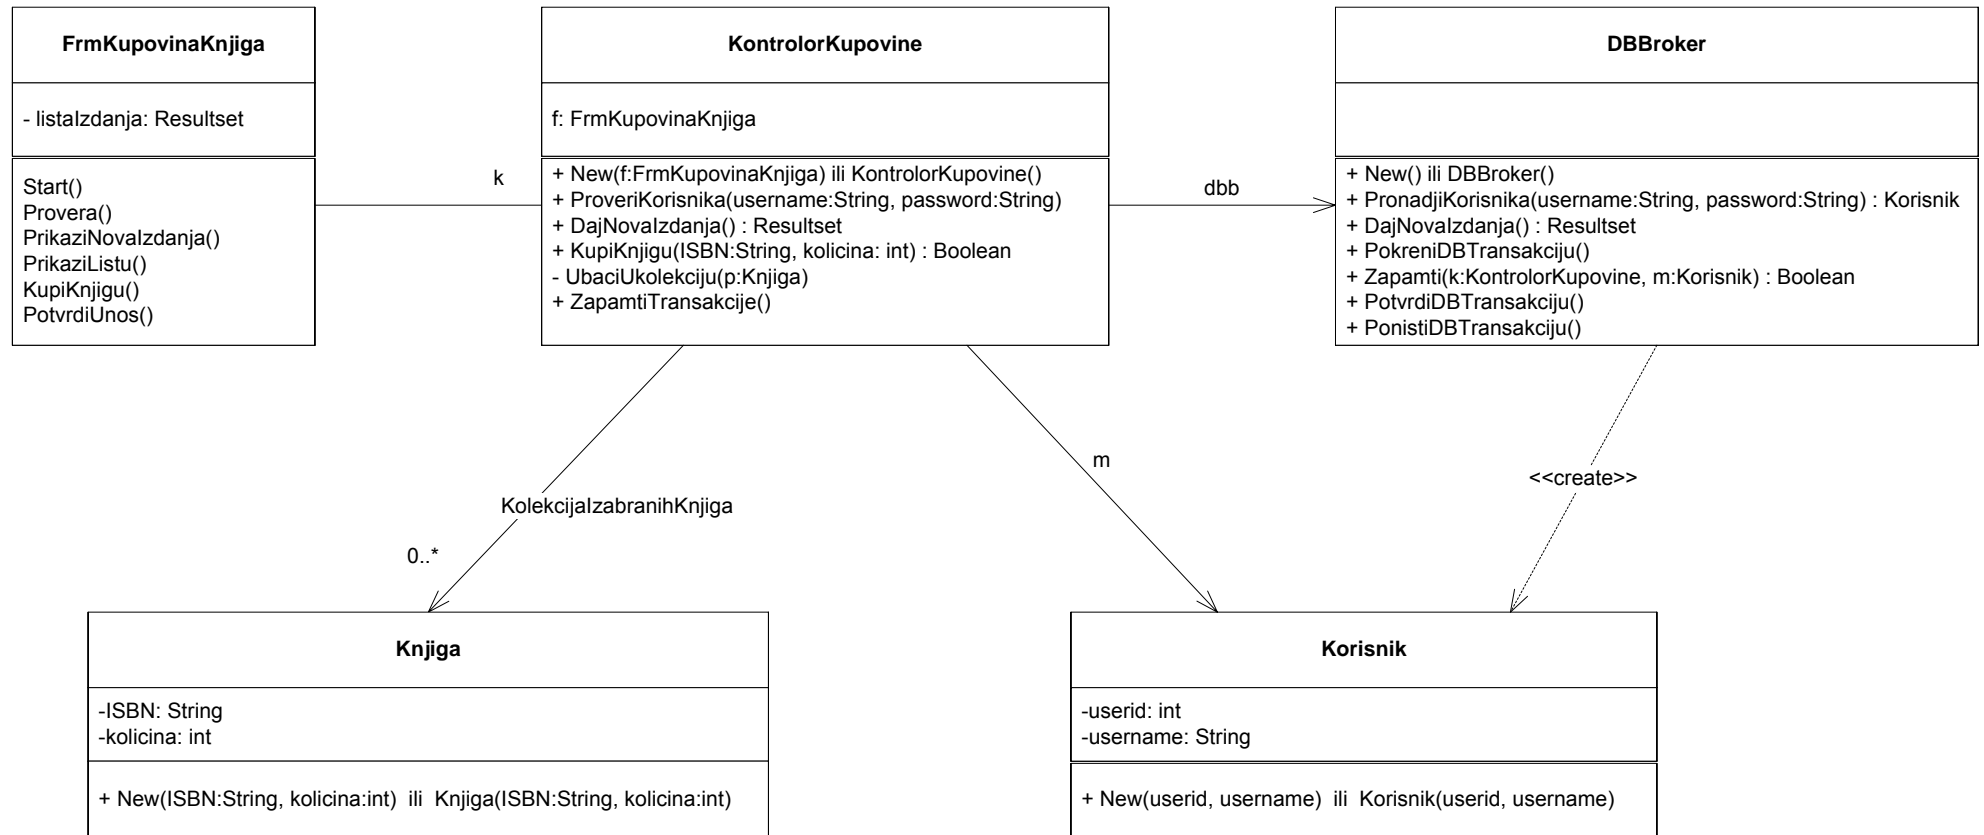 FrmKupovinaKnjiga
- listaIzdanja: Resultset
Start()
Provera()
PrikaziNovaIzdanja()
PrikaziListu()
KupiKnjigu()
PotvrdiUnos()
k
KontrolorKupovine
f: FrmKupovinaKnjiga
+ New(f:FrmKupovinaKnjiga) ili KontrolorKupovine()
+ ProveriKorisnika(username:String, password:String)
+ DajNovaIzdanja() : Resultset
+ KupiKnjigu(ISBN:String, kolicina: int) : Boolean
- UbaciUkolekciju(p:Knjiga)
+ ZapamtiTransakcije()
dbb
DBBroker
+ New() ili DBBroker()
+ PronadjiKorisnika(username:String, password:String) : Korisnik
+ DajNovaIzdanja() : Resultset
+ PokreniDBTransakciju()
+ Zapamti(k:KontrolorKupovine, m:Korisnik) : Boolean
+ PotvrdiDBTransakciju()
+ PonistiDBTransakciju()
KolekcijaIzabranihKnjiga
0..*
m
<<create>>
Knjiga
-ISBN: String
-kolicina: int
+ New(ISBN:String, kolicina:int) ili Knjiga(ISBN:String, kolicina:int)
Korisnik
-userid: int
-username: String
+ New(userid, username) ili Korisnik(userid, username)